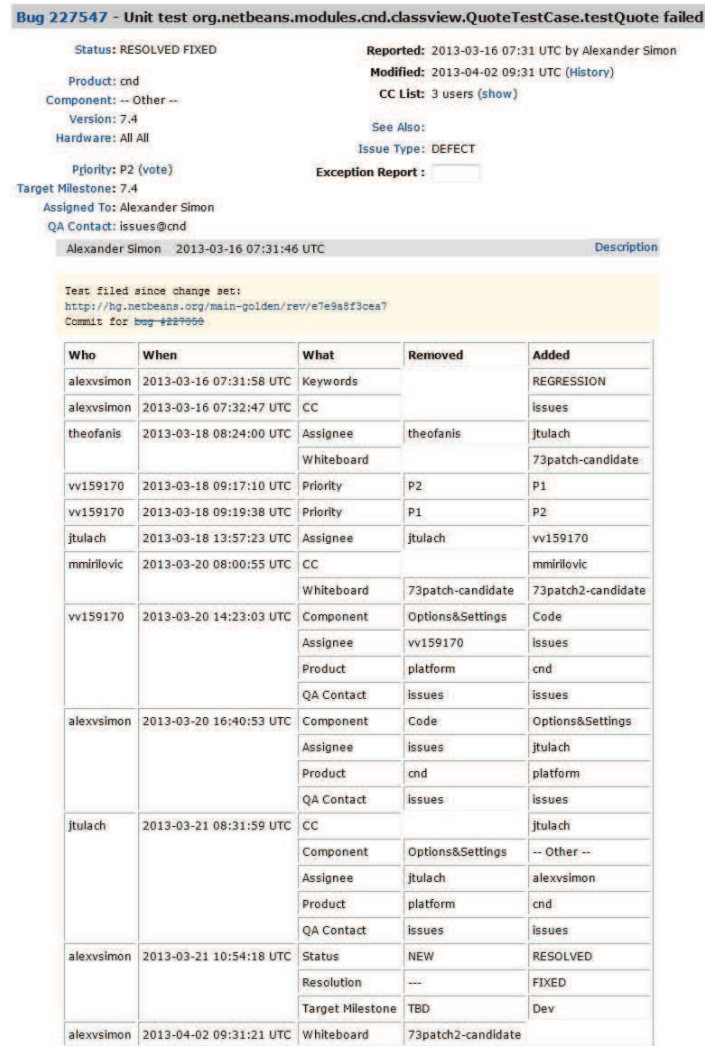 Bug 227547 - Unit test org.netbeans.modules.cnd.classview.QuoteTestCase.testQuote failed
Status: RESOLVED FIXED
Reported: 2013-03-16 07:31 UTC by Alexander Simon
Modified: 2013-04-02 09:31 UTC (History)
Product: cnd
CC List: 3 users (show)
Component: -- Other --
Version: 7.4
See Also:
Hardware: All All
Issue Type: DEFECT
Priority: P2 (vote)
Exception Report :
Target Milestone: 7.4
Assigned To: Alexander Simon
QA Contact: issues@cnd
Alexander Simon 2013-03-16 07:31:46 UTC Description
Test filed since change set:
http://hg.netbeans.org/main-golden/rev/e7e9a8f3cea7
Commit for bug #227050
Who When What Removed Added
alexvsimon 2013-03-16 07:31:58 UTC Keywords REGRESSION
alexvsimon 2013-03-16 07:32:47 UTC CC issues
theofanis 2013-03-18 08:24:00 UTC Assignee theofanis jtulach
Whiteboard 73patch-candidate
vv159170 2013-03-18 09:17:10 UTC Priority P2 P1
vv159170 2013-03-18 09:19:38 UTC Priority P1 P2
jtulach 2013-03-18 13:57:23 UTC Assignee jtulach vv159170
mmirilovic 2013-03-20 08:00:55 UTC CC mmirilovic
Whiteboard 73patch-candidate 73patch2-candidate
vv159170 2013-03-20 14:23:03 UTC Component Options&Settings Code
Assignee vv159170 issues
Product platform cnd
QA Contact issues issues
alexvsimon 2013-03-20 16:40:53 UTC Component Code Options&Settings
Assignee issues jtulach
Product cnd platform
QA Contact issues issues
jtulach 2013-03-21 08:31:59 UTC CC jtulach
Component Options&Settings -- Other --
Assignee jtulach alexvsimon
Product platform cnd
QA Contact issues issues
alexvsimon 2013-03-21 10:54:18 UTC Status NEW RESOLVED
Resolution --- FIXED
Target Milestone TBD Dev
alexvsimon 2013-04-02 09:31:21 UTC Whiteboard 73patch2-candidate